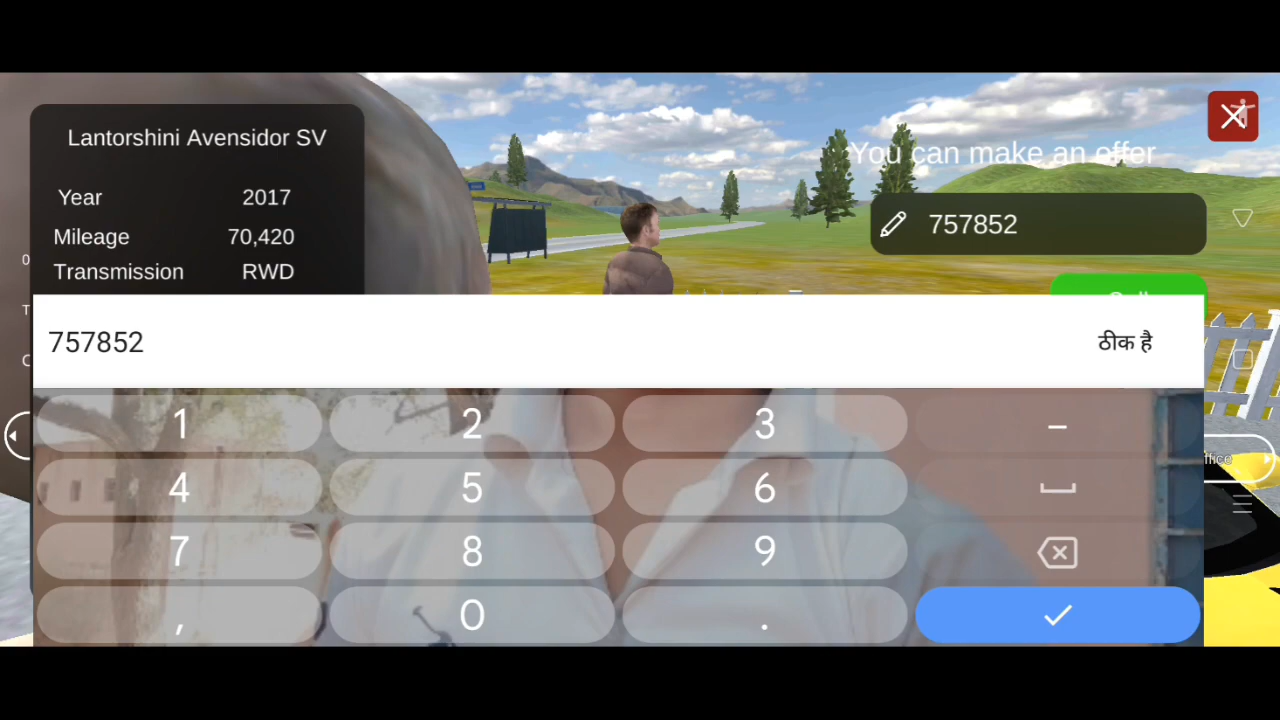 Lantorshini Avensidor SV
You can make an offer
Year 2017
757852
Mileage 70,420
Transmission RWD
757852 ठीक है
1 2 3 –
4 5 6
7 8 9
, 0 .